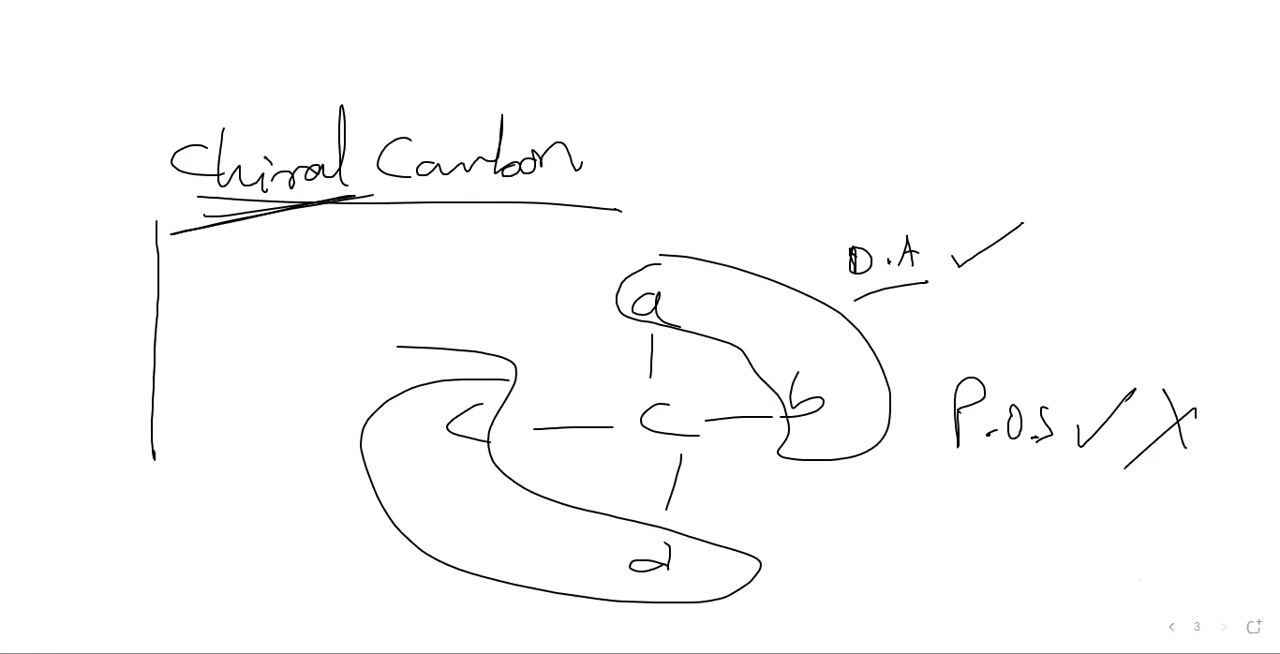 Chiral Carbon
D.A ✓
a
C — C — b
P.O.S ✓ X
d
3